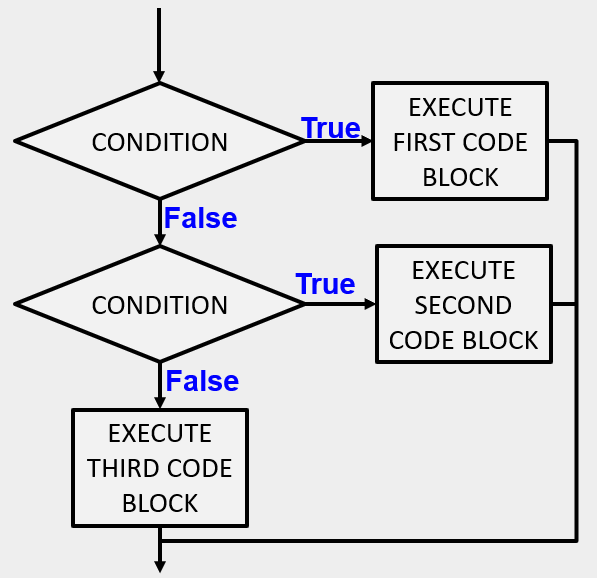 CONDITION
True
EXECUTE
FIRST CODE
BLOCK
False
CONDITION
True
EXECUTE
SECOND
CODE BLOCK
False
EXECUTE
THIRD CODE
BLOCK